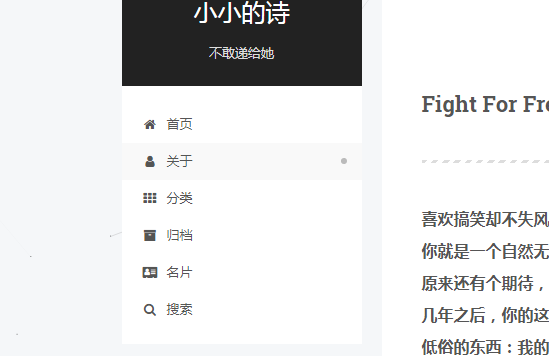 小小的诗
不敢递给她
首页
关于
分类
归档
名片
搜索
Fight For Fre
喜欢搞笑却不失风
你就是一个自然无
原来还有个期待，
几年之后，你的这
低俗的东西：我的